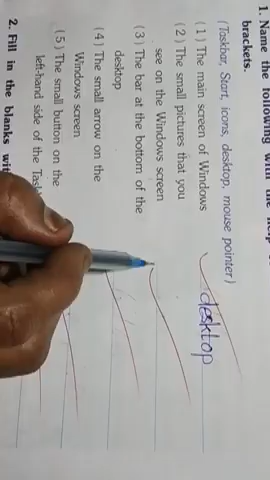 1. Name the following with the help
brackets.
(Taskbar, Start, icons, desktop, mouse pointer)
(1) The main screen of Windows desktop
(2) The small pictures that you
see on the Windows screen
(3) The bar at the bottom of the
desktop
(4) The small arrow on the
Windows screen
(5) The small button on the
left-hand side of the
2. Fill in the blanks